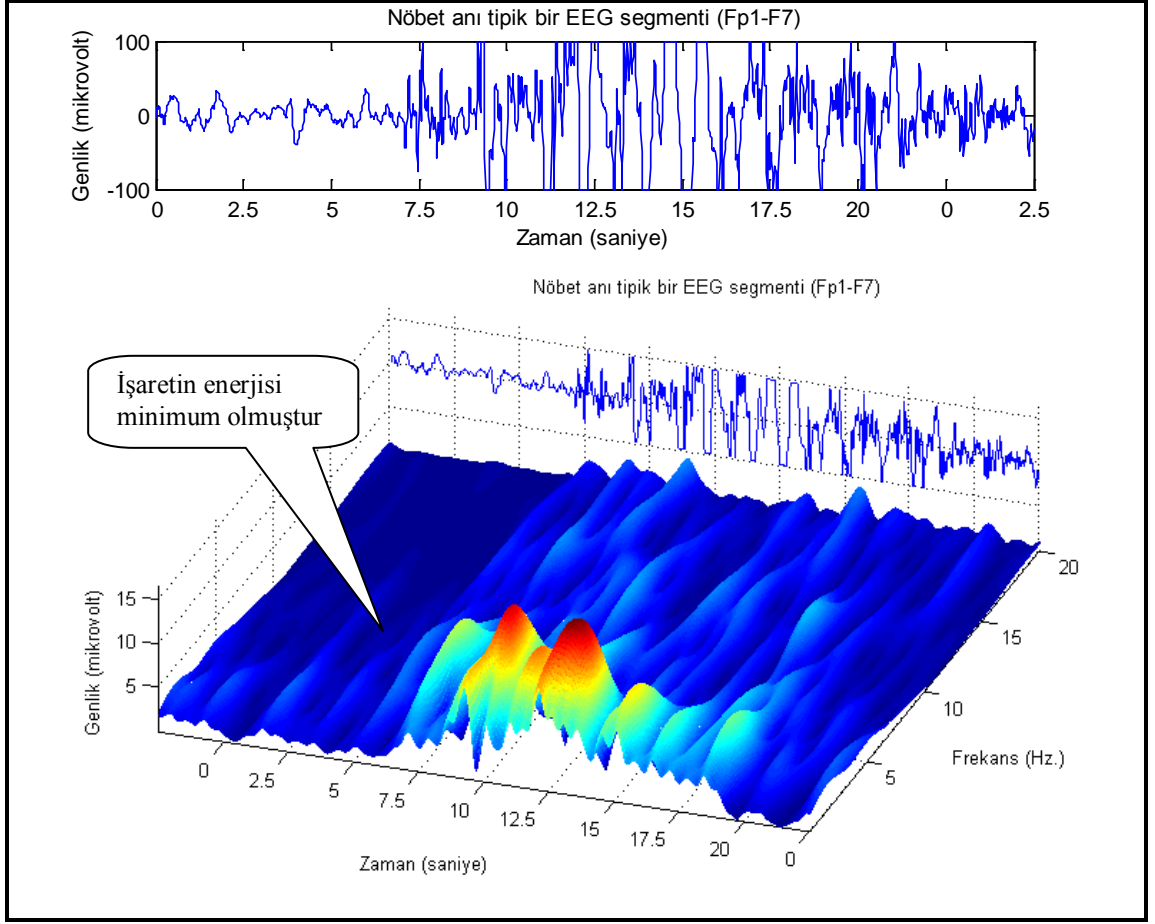 Nöbet anı tipik bir EEG segmenti (Fp1-F7)
Genlik (mikrovolt)
100
0
-100
0 2.5 5 7.5 10 12.5 15 17.5 20 0 2.5
Zaman (saniye)
Nöbet anı tipik bir EEG segmenti (Fp1-F7)
İşaretin enerjisi
minimum olmuştur
Genlik (mikrovolt)
15
10
5
0 2.5 5 7.5 10 12.5 15 17.5 20
Zaman (saniye)
0 5 10 15 20
Frekans (Hz.)